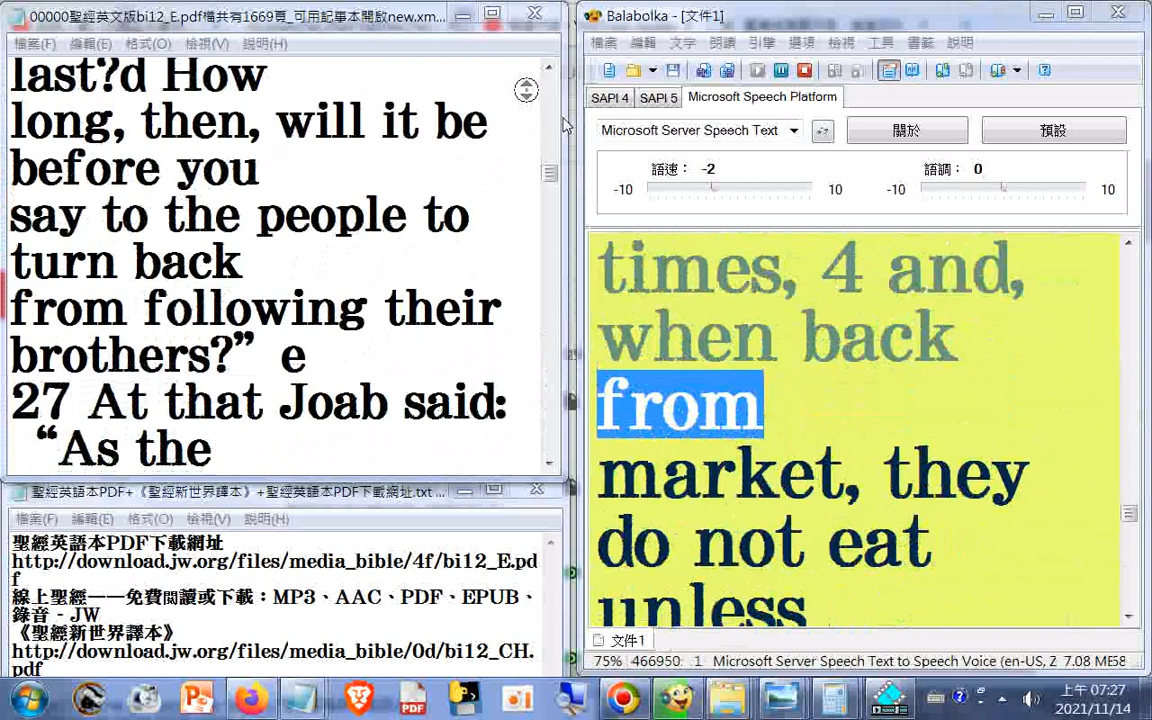 00000聖經英文版bi12_E.pdf檔共有1669頁_可用記事本開啟new.xm...
檔案(F) 編輯(E) 格式(O) 檢視(V) 說明(H)
last?d How
long, then, will it be
before you
say to the people to
turn back
from following their
brothers?” e
27 At that Joab said:
“As the
聖經英語本PDF+《聖經新世界譯本》+聖經英語本PDF下載網址.txt ...
檔案(F) 編輯(E) 格式(O) 檢視(V) 說明(H)
聖經英語本PDF下載網址
http://download.jw.org/files/media_bible/4f/bi12_E.pd
f
線上聖經——免費閱讀或下載：MP3、AAC、PDF、EPUB、
錄音 - JW
《聖經新世界譯本》
http://download.jw.org/files/media_bible/0d/bi12_CH.
pdf
Balabolka - [文件1]
檔案 編輯 文字 朗讀 引擎 選項 檢視 工具 書籤 說明
SAPI 4 SAPI 5 Microsoft Speech Platform
Microsoft Server Speech Text 關於 預設
語速： -2 語調： 0
-10 10 -10 10
times, 4 and,
when back
from
market, they
do not eat
unless
文件1
75% 466950: 1 Microsoft Server Speech Text to Speech Voice (en-US, Z 7.08 ME58
上午 07:27
2021/11/14